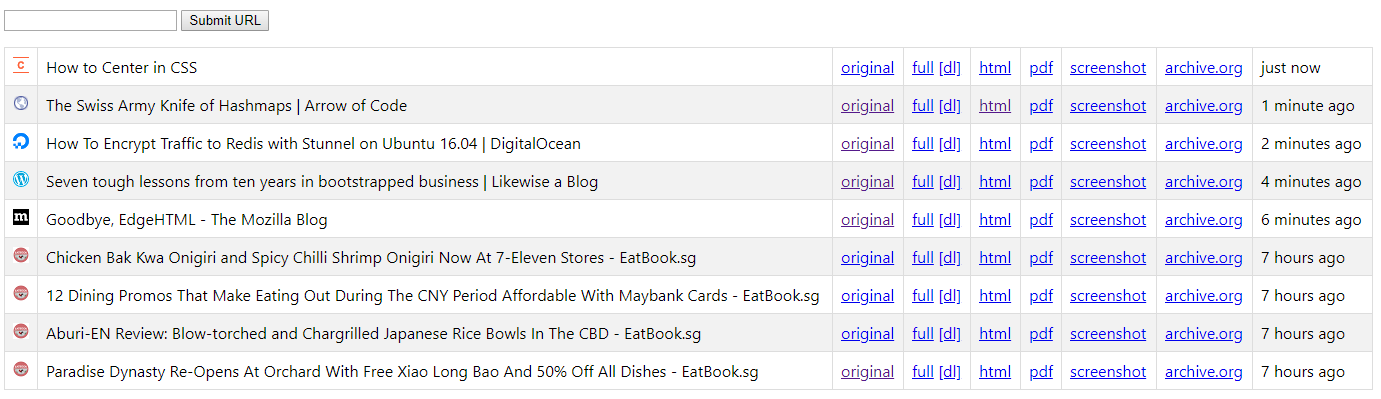 Submit URL
C How to Center in CSS original full [dl] html pdf screenshot archive.org just now
The Swiss Army Knife of Hashmaps | Arrow of Code original full [dl] html pdf screenshot archive.org 1 minute ago
How To Encrypt Traffic to Redis with Stunnel on Ubuntu 16.04 | DigitalOcean original full [dl] html pdf screenshot archive.org 2 minutes ago
Seven tough lessons from ten years in bootstrapped business | Likewise a Blog original full [dl] html pdf screenshot archive.org 4 minutes ago
m Goodbye, EdgeHTML - The Mozilla Blog original full [dl] html pdf screenshot archive.org 6 minutes ago
Chicken Bak Kwa Onigiri and Spicy Chilli Shrimp Onigiri Now At 7-Eleven Stores - EatBook.sg original full [dl] html pdf screenshot archive.org 7 hours ago
12 Dining Promos That Make Eating Out During The CNY Period Affordable With Maybank Cards - EatBook.sg original full [dl] html pdf screenshot archive.org 7 hours ago
Aburi-EN Review: Blow-torched and Chargrilled Japanese Rice Bowls In The CBD - EatBook.sg original full [dl] html pdf screenshot archive.org 7 hours ago
Paradise Dynasty Re-Opens At Orchard With Free Xiao Long Bao And 50% Off All Dishes - EatBook.sg original full [dl] html pdf screenshot archive.org 7 hours ago